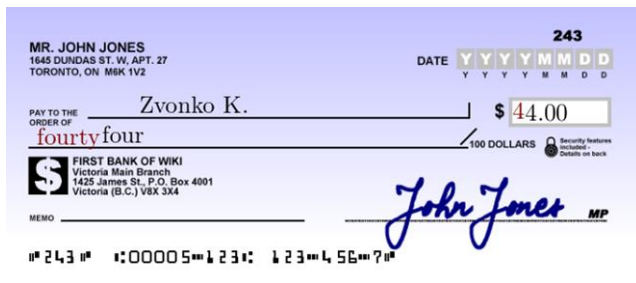 243
MR. JOHN JONES
1645 DUNDAS ST. W, APT. 27
TORONTO, ON M6K 1V2
DATE Y Y Y Y M M D D
Y Y Y Y M M D D
PAY TO THE ORDER OF Zvonko K. $ 44.00
fourty four /100 DOLLARS Security features included - Details on back
FIRST BANK OF WIKI
Victoria Main Branch
1425 James St., P.O. Box 4001
Victoria (B.C.) V8X 3X4
MEMO John Jones MP
⑈243⑈ ⑆00005⑉123⑆ 123⑉456⑉7⑈